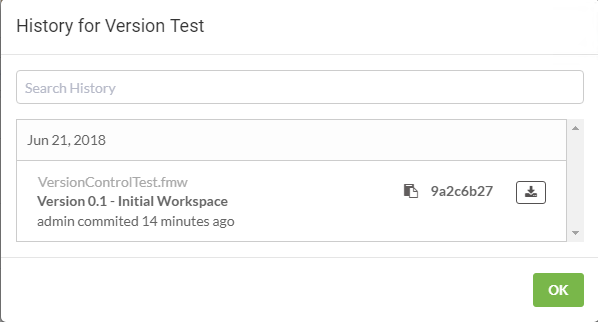 History for Version Test
Search History
Jun 21, 2018
VersionControlTest.fmw
Version 0.1 - Initial Workspace
9a2c6b27
admin commited 14 minutes ago
OK